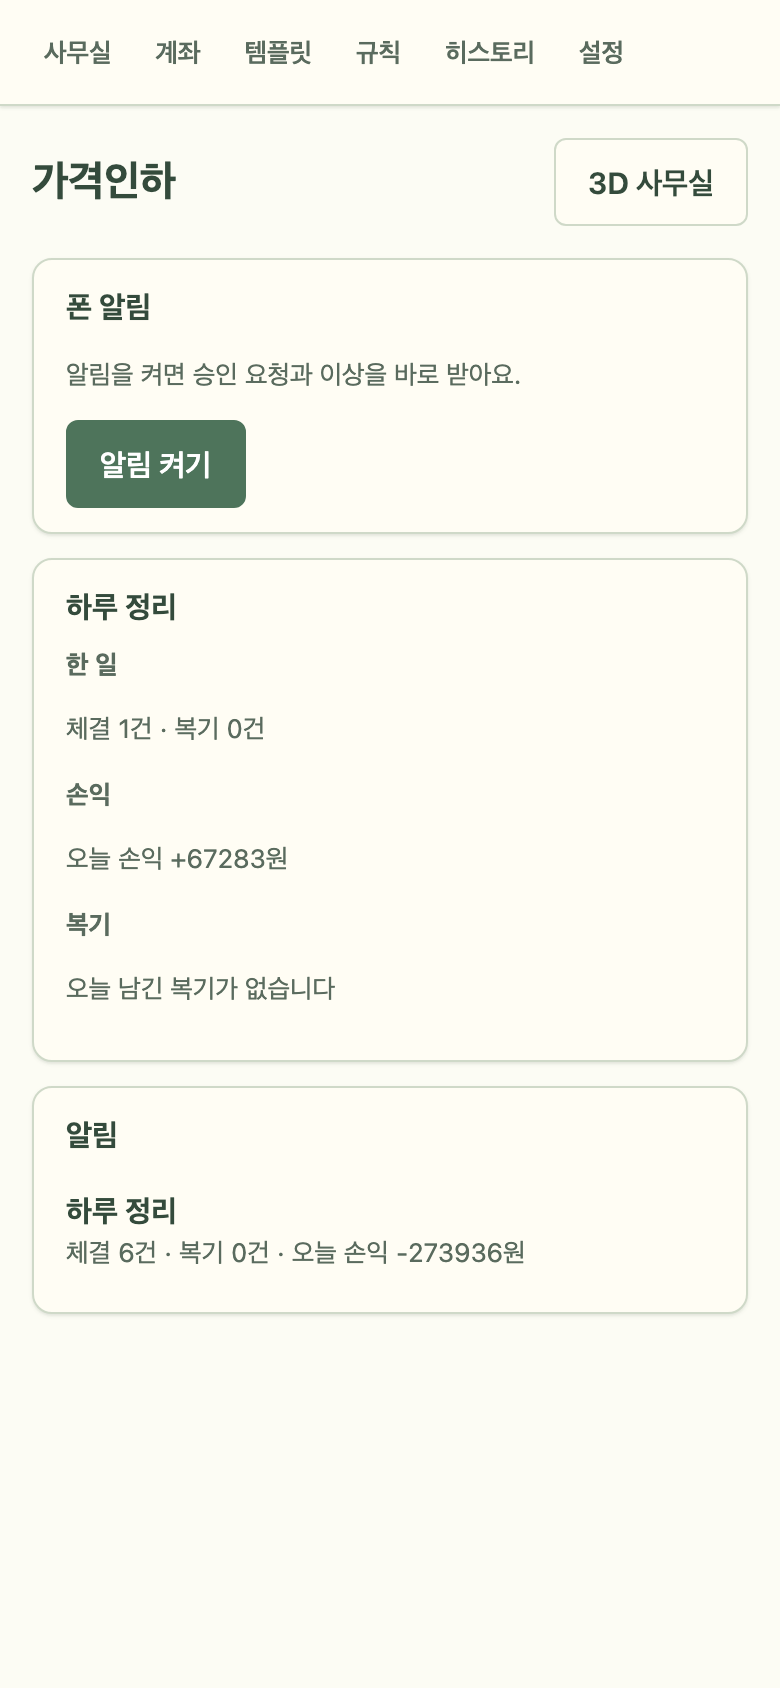 사무실 계좌 템플릿 규칙 히스토리 설정
가격인하
3D 사무실
폰 알림
알림을 켜면 승인 요청과 이상을 바로 받아요.
알림 켜기
하루 정리
한 일
체결 1건 · 복기 0건
손익
오늘 손익 +67283원
복기
오늘 남긴 복기가 없습니다
알림
하루 정리
체결 6건 · 복기 0건 · 오늘 손익 -273936원